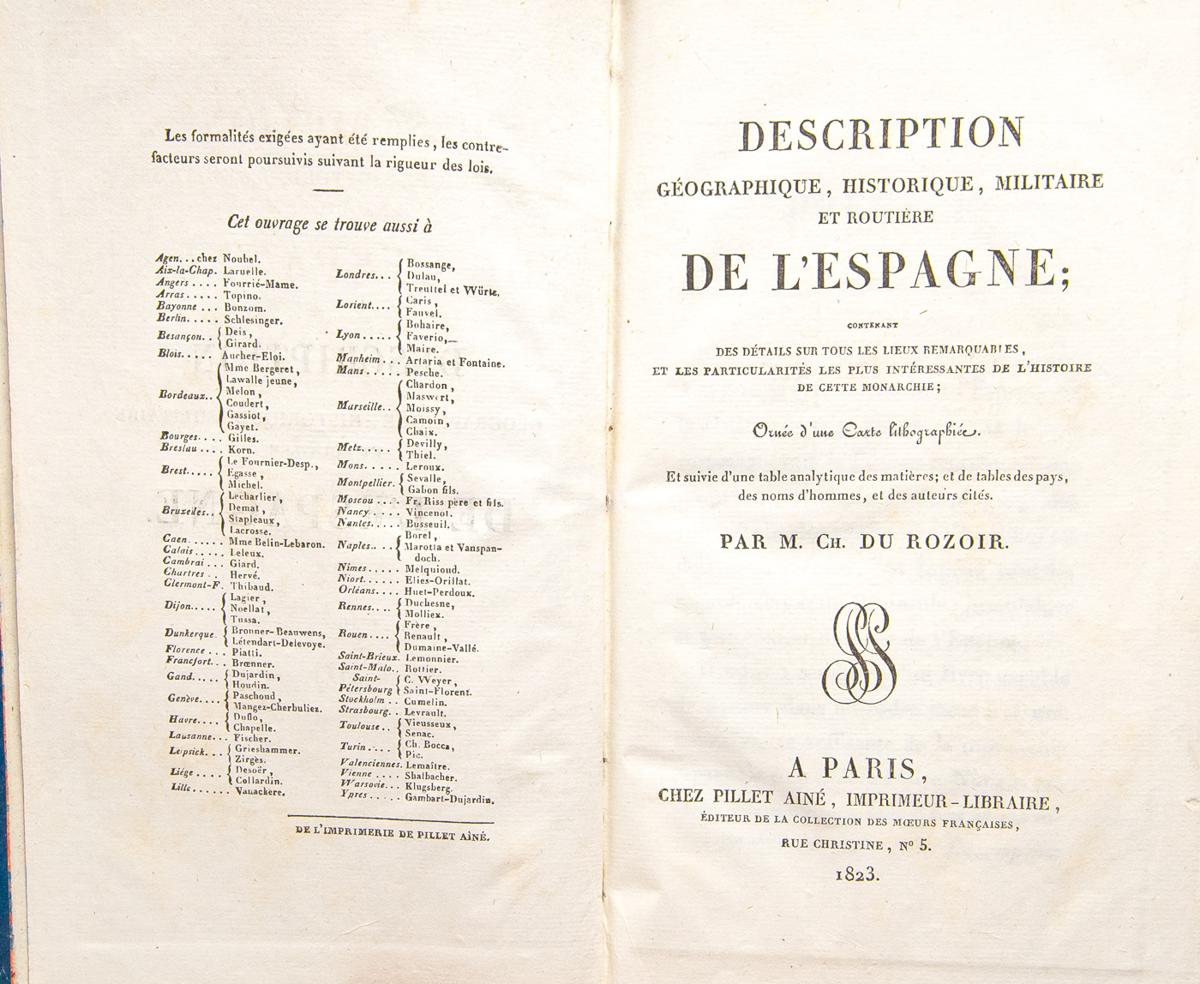 Les formalités exigées ayant été remplies, les contre-
facteurs seront poursuivis suivant la rigueur des lois.
Cet ouvrage se trouve aussi à
Agen...chez Noubel.
Aix-la-Chap. Laruelle.
Angers .... Fourrié-Mame.
Arras ..... Topino.
Bayonne ... Bonzom.
Berlin..... Schlesinger.
Besançon.. { Deis,
Girard.
Blois..... Aucher-Eloi.
Bordeaux.. { Mme Bergeret,
Lawalle jeune,
Melon,
Coudert,
Gassiot,
Gayet.
Bourges.... Gilles.
Breslau ... Korn.
Brest..... { Le Fournier-Desp.,
Egasse,
Michel.
Bruxelles.. { Lecharlier,
Demat,
Stapleaux,
Lacrosse.
Caen ..... Mme Belin-Lebaron.
Calais..... Leleux.
Cambrai ... Giard.
Chartres .. Hervé.
Clermont-F. Thibaud.
Dijon..... { Lagier,
Noellat,
Tussa.
Dunkerque { Bronner-Beauwens,
Létendart-Delevoye.
Florence ... Piatti.
Francfort... Brœnner.
Gand..... { Dujardin,
Houdin.
Genève.... { Paschoud,
Mangez-Cherbuliez.
Havre.... { Duflo,
Chapelle.
Lausanne... Fischer.
Leipsick... { Grieshammer.
Zirgès.
Liége .... { Desoër,
Collardin.
Lille...... Vanackere.
Londres... { Bossange,
Dulau,
Treuttel et Würtz.
Lorient.... { Caris,
Fauvel.
Lyon..... { Bohaire,
Faverio,
Maire.
Manheim... Artaria et Fontaine.
Mans..... Pesche.
Marseille.. { Chardon,
Maswert,
Moissy,
Camoin,
Chaix.
Metz..... { Devilly,
Thiel.
Mons..... Leroux.
Montpellier. { Sevalle,
Gabon fils.
Moscou ... Fr. Riss père et fils.
Nancy .... Vincenot.
Nantes.... Busseuil.
Naples... { Borel,
Marotia et Vanspan-
doch.
Nimes..... Melquioud.
Niort..... Elies-Orillat.
Orléans... Huet-Perdoux.
Rennes.... { Duchesne,
Molliex.
Rouen.... { Frère,
Renault,
Dumaine-Vallé.
Saint-Brieux. Lemonnier.
Saint-Malo.. Rottier.
Saint-Pétersbourg { C. Weyer,
Saint-Florent.
Stockholm .. Cumelin.
Strasbourg.. Levrault.
Toulouse.. { Vieusseux,
Senac.
Turin.... { Ch. Bocca,
Pic.
Valenciennes. Lemaître.
Vienne .... Shalbacher.
Warsovie... Klugsberg.
Ypres ..... Gambart-Dujardin.
DE L'IMPRIMERIE DE PILLET AÎNÉ.
DESCRIPTION
GÉOGRAPHIQUE, HISTORIQUE, MILITAIRE
ET ROUTIÈRE
DE L'ESPAGNE;
CONTENANT
DES DÉTAILS SUR TOUS LES LIEUX REMARQUABLES,
ET LES PARTICULARITÉS LES PLUS INTÉRESSANTES DE L'HISTOIRE
DE CETTE MONARCHIE;
Ornée d'une Carte lithographiée.
Et suivie d'une table analytique des matières; et de tables des pays,
des noms d'hommes, et des auteurs cités.
PAR M. CH. DU ROZOIR.
A PARIS,
CHEZ PILLET AINÉ, IMPRIMEUR-LIBRAIRE,
ÉDITEUR DE LA COLLECTION DES MŒURS FRANÇAISES,
RUE CHRISTINE, Nº 5.
1823.